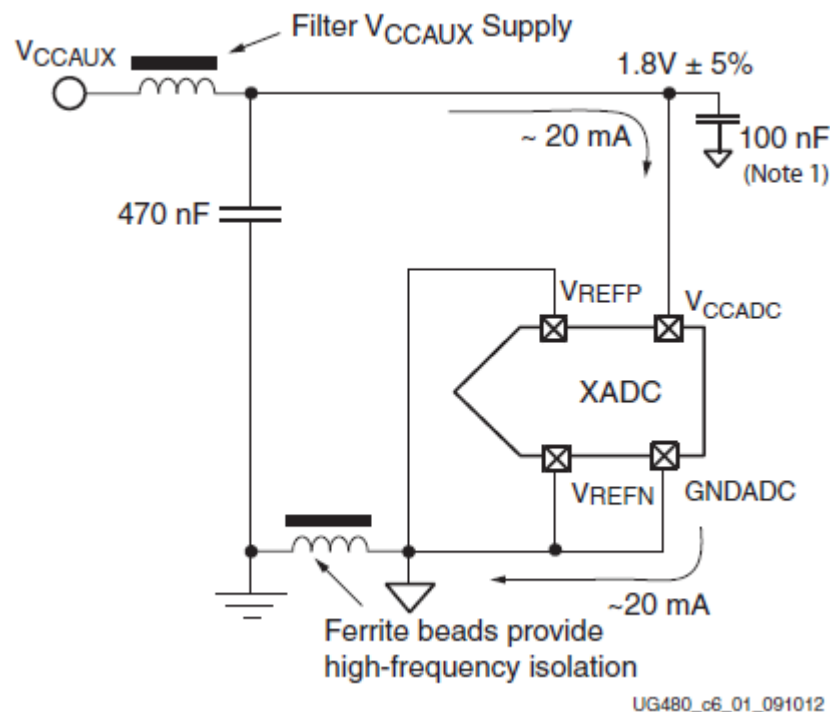 Filter VCCAUX Supply
VCCAUX
1.8V ± 5%
~ 20 mA
100 nF
(Note 1)
470 nF
VREFP
VCCADC
XADC
VREFN
GNDADC
~20 mA
Ferrite beads provide
high-frequency isolation
UG480_c6_01_091012